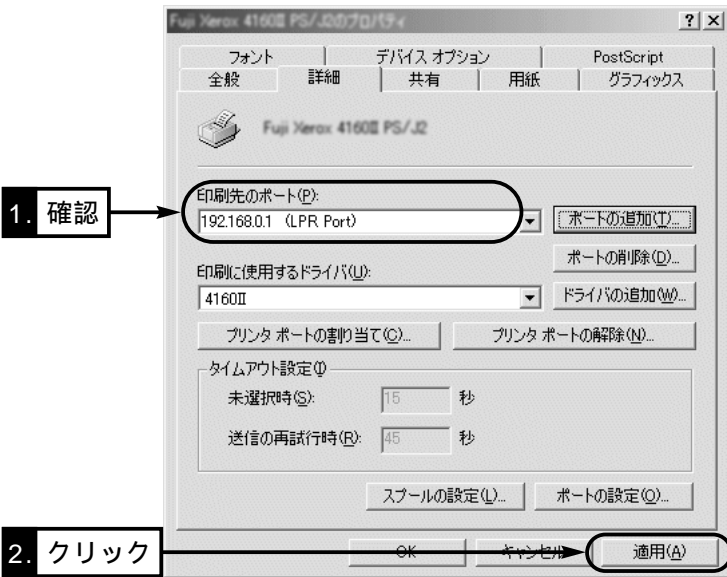 Fuji Xerox 4160Ⅱ PS/J2のプロパティ
? ×
フォント デバイス オプション PostScript
全般 詳細 共有 用紙 グラフィックス
Fuji Xerox 4160Ⅱ PS/J2
印刷先のポート(P):
1. 確認
192.168.0.1 (LPR Port) ポートの追加(T)...
ポートの削除(D)...
印刷に使用するドライバ(U):
4160Ⅱ ドライバの追加(W)...
プリンタ ポートの割り当て(C)... プリンタ ポートの解除(N)...
タイムアウト設定(I)
未選択時(S): 15 秒
送信の再試行時(R): 45 秒
スプールの設定(L)... ポートの設定(O)...
2. クリック OK キャンセル 適用(A)